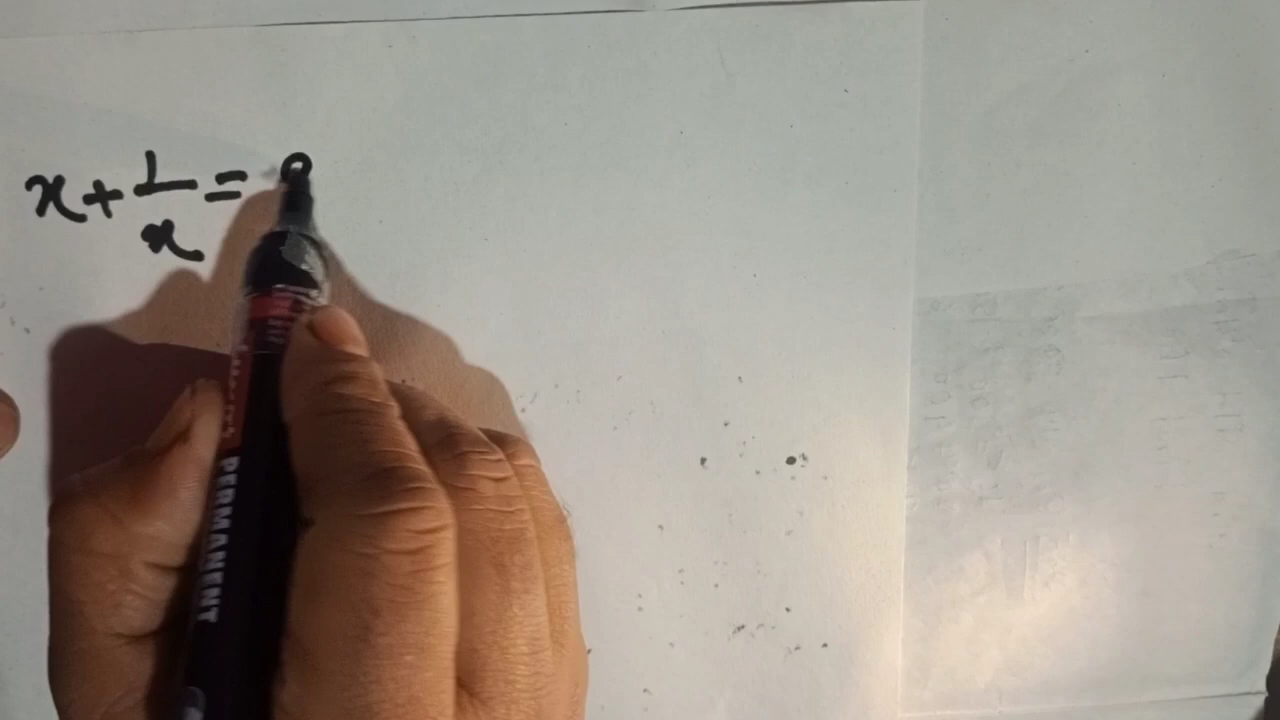 x + 1/x =
PERMANENT